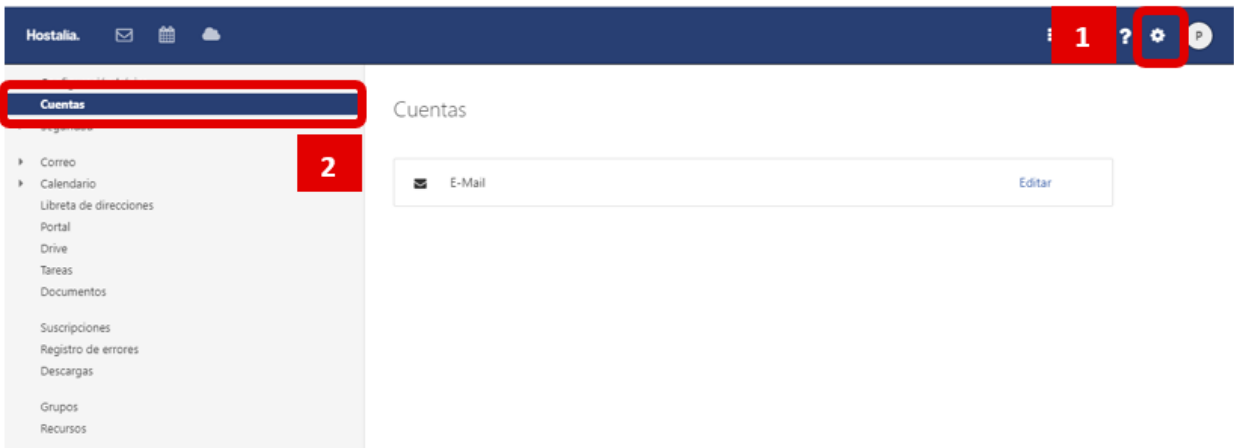 Hostalia.
1
?
P
Cuentas
2
Correo
Calendario
Libreta de direcciones
Portal
Drive
Tareas
Documentos
Suscripciones
Registro de errores
Descargas
Grupos
Recursos
Cuentas
E-Mail Editar